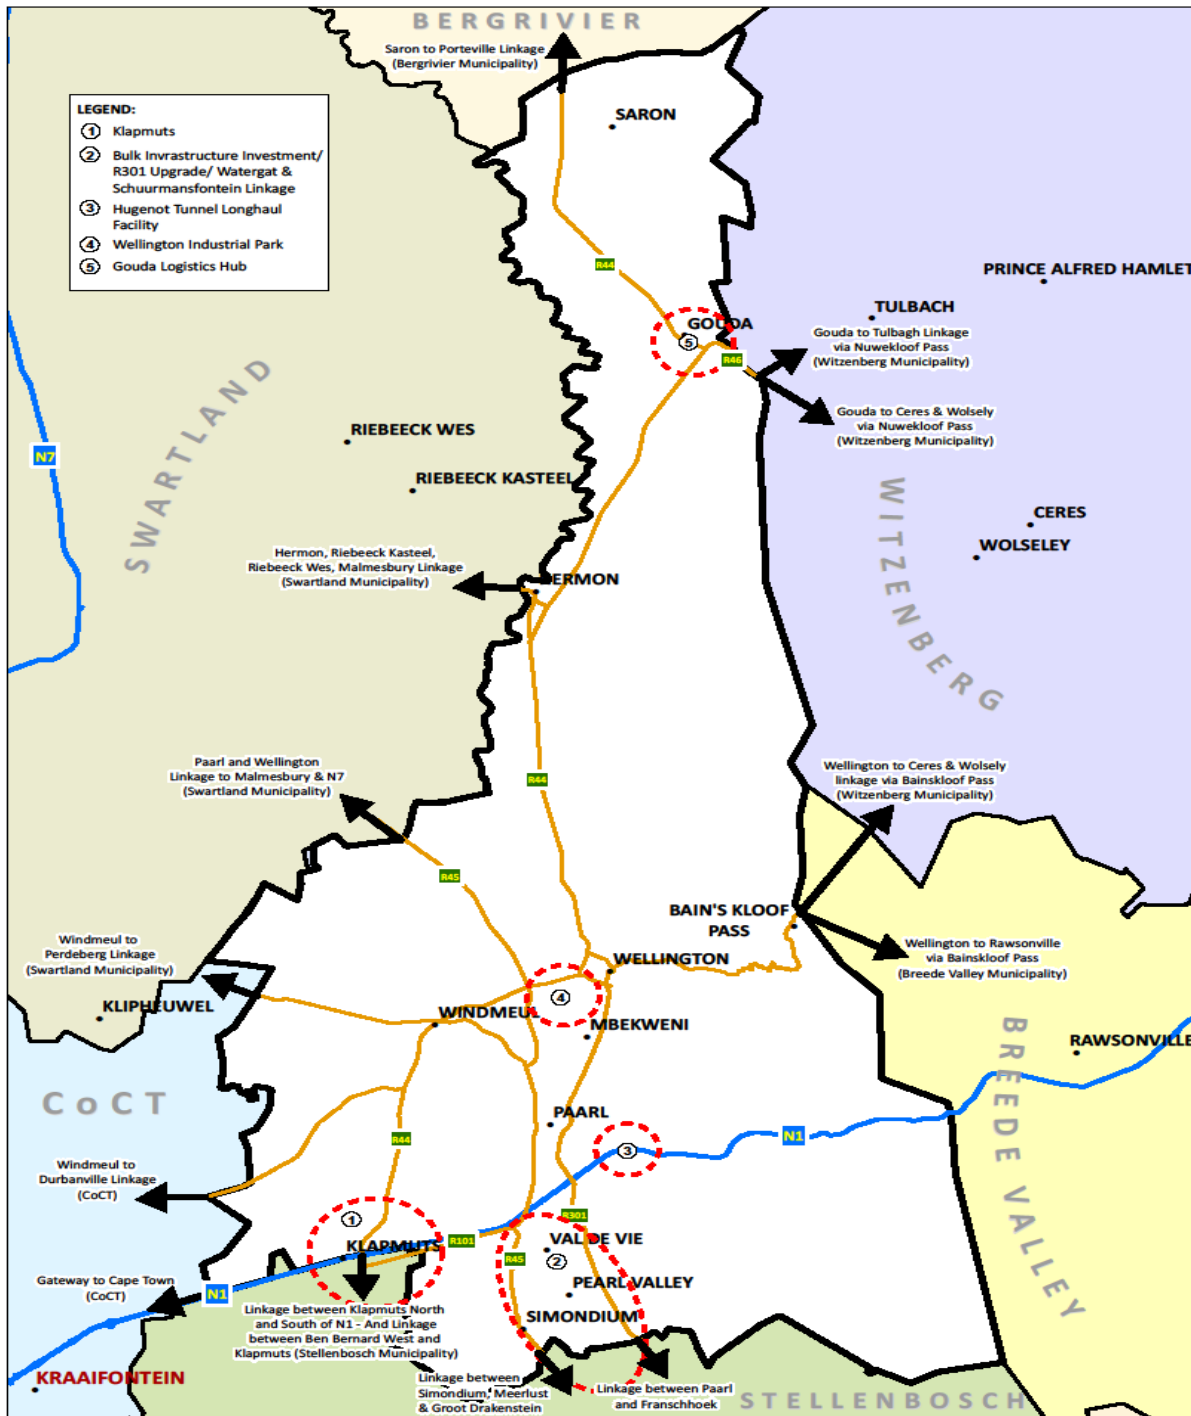 BERGRIVIER
Saron to Porteville Linkage
(Bergrivier Municipality)
LEGEND:
1 Klapmuts
2 Bulk Invrastructure Investment/
R301 Upgrade/ Watergat &
Schuurmansfontein Linkage
3 Hugenot Tunnel Longhaul
Facility
4 Wellington Industrial Park
5 Gouda Logistics Hub
SARON
R44
PRINCE ALFRED HAMLET
TULBACH
GOUDA
5
R46
Gouda to Tulbagh Linkage
via Nuwekloof Pass
(Witzenberg Municipality)
Gouda to Ceres & Wolsely
via Nuwekloof Pass
(Witzenberg Municipality)
SWARTLAND
N7
RIEBEECK WES
RIEBEECK KASTEEL
WITZENBERG
CERES
WOLSELEY
Hermon, Riebeeck Kasteel,
Riebeeck Wes, Malmesbury Linkage
(Swartland Municipality)
HERMON
Paarl and Wellington
Linkage to Malmesbury & N7
(Swartland Municipality)
R44
Wellington to Ceres & Wolsely
linkage via Bainskloof Pass
(Witzenberg Municipality)
R45
BAIN'S KLOOF
PASS
Windmeul to
Perdeberg Linkage
(Swartland Municipality)
WELLINGTON
Wellington to Rawsonville
via Bainskloof Pass
(Breede Valley Municipality)
KLIPHEUWEL
4
WINDMEUL
MBEKWENI
BREEDE VALLEY
RAWSONVILLE
CoCT
PAARL
N1
R44
3
Windmeul to
Durbanville Linkage
(CoCT)
1
R301
KLAPMUTS
R101
R45
VAL DE VIE
2
Gateway to Cape Town
(CoCT)
N1
PEARL VALLEY
SIMONDIUM
Linkage between Klapmuts North
and South of N1 - And Linkage
between Ben Bernard West and
Klapmuts (Stellenbosch Municipality)
KRAAIFONTEIN
Linkage between
Simondium, Meerlust
& Groot Drakenstein
Linkage between Paarl
and Franschhoek
STELLENBOSCH